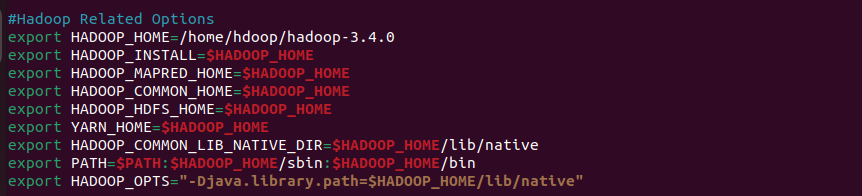 #Hadoop Related Options
export HADOOP_HOME=/home/hdoop/hadoop-3.4.0
export HADOOP_INSTALL=$HADOOP_HOME
export HADOOP_MAPRED_HOME=$HADOOP_HOME
export HADOOP_COMMON_HOME=$HADOOP_HOME
export HADOOP_HDFS_HOME=$HADOOP_HOME
export YARN_HOME=$HADOOP_HOME
export HADOOP_COMMON_LIB_NATIVE_DIR=$HADOOP_HOME/lib/native
export PATH=$PATH:$HADOOP_HOME/sbin:$HADOOP_HOME/bin
export HADOOP_OPTS="-Djava.library.path=$HADOOP_HOME/lib/native"